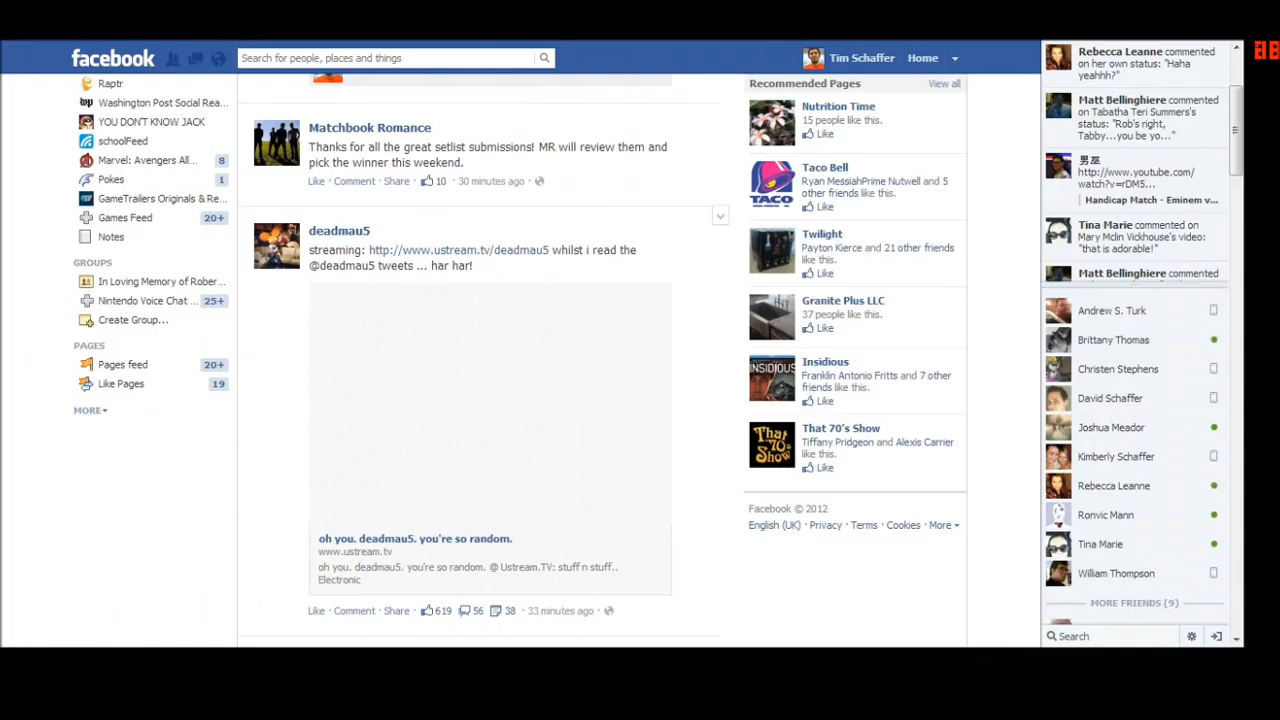 facebook
Search for people, places and things
Tim Schaffer
Home
Raptr
Washington Post Social Rea...
YOU DON'T KNOW JACK
schoolFeed
Marvel: Avengers All...
8
Pokes
1
GameTrailers Originals & Re...
Games Feed
20+
Notes
GROUPS
In Loving Memory of Rober...
Nintendo Voice Chat ...
25+
Create Group...
PAGES
Pages feed
20+
Like Pages
19
MORE
Matchbook Romance
Thanks for all the great setlist submissions! MR will review them and
pick the winner this weekend.
Like · Comment · Share · 10 · 30 minutes ago ·
deadmau5
streaming: http://www.ustream.tv/deadmau5 whilst i read the
@deadmau5 tweets ... har har!
oh you. deadmau5. you're so random.
www.ustream.tv
oh you. deadmau5. you're so random. @ Ustream.TV: stuff n stuff..
Electronic
Like · Comment · Share · 619 56 38 · 33 minutes ago ·
Recommended Pages
View all
Nutrition Time
15 people like this.
Like
Taco Bell
Ryan MessiahPrime Nutwell and 5
other friends like this.
Like
TACO
Twilight
Payton Kierce and 21 other friends
like this.
Like
Granite Plus LLC
37 people like this.
Like
Insidious
Franklin Antonio Fritts and 7 other
friends like this.
Like
INSIDIOUS
That 70's Show
Tiffany Pridgeon and Alexis Carrier
like this.
Like
That '70s Show
Facebook © 2012
English (UK) · Privacy · Terms · Cookies · More
Rebecca Leanne commented
on her own status: "Haha
yeahhh?"
Matt Bellinghiere
commented on Tabatha Teri Summers's
status: "Rob's right,
Tabby...you be yo..."
男巫
http://www.youtube.com/
watch?v=rDM5...
Handicap Match - Eminem v...
Tina Marie commented on
Mary Mclin Vickhouse's video:
"that is adorable!"
Matt Bellinghiere commented
Andrew S. Turk
Brittany Thomas
Christen Stephens
David Schaffer
Joshua Meador
Kimberly Schaffer
Rebecca Leanne
Ronvic Mann
Tina Marie
William Thompson
MORE FRIENDS (9)
Search